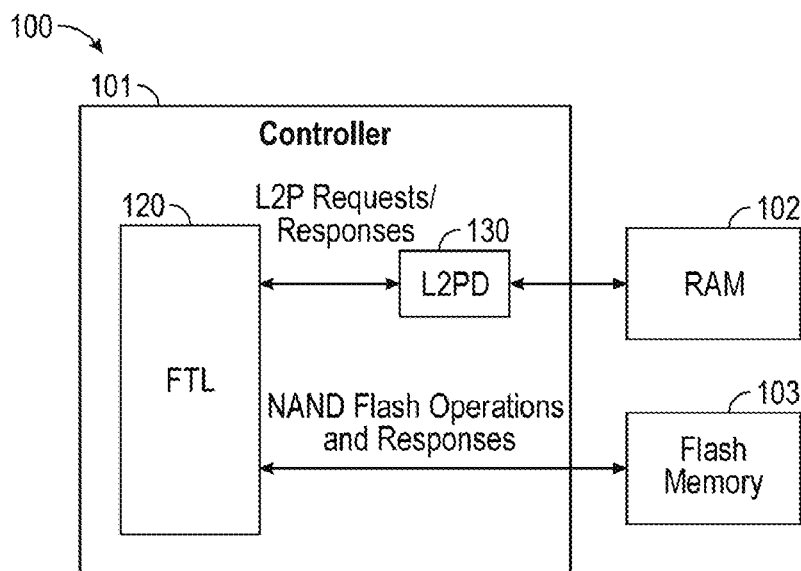 100
101
Controller
L2P Requests/
Responses
120
130
102
L2PD
RAM
FTL
NAND Flash Operations
and Responses
103
Flash
Memory